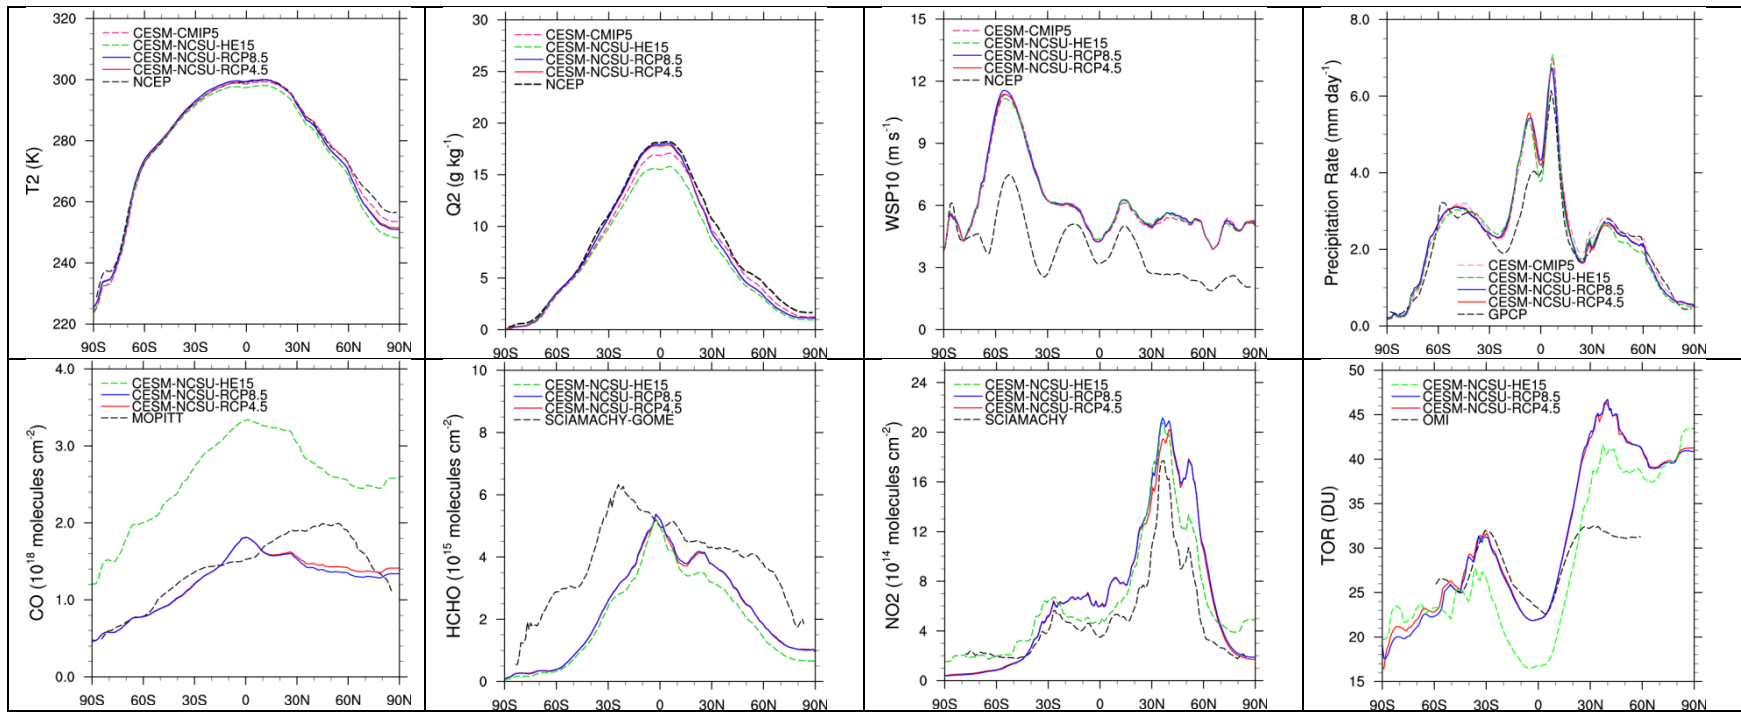 T2 (K)
320
300
280
260
240
220
CESM-CMIP5
CESM-NCSU-HE15
CESM-NCSU-RCP8.5
CESM-NCSU-RCP4.5
NCEP
90S 60S 30S 0 30N 60N 90N
Q2 (g kg⁻¹)
30
25
20
15
10
5
0
CESM-CMIP5
CESM-NCSU-HE15
CESM-NCSU-RCP8.5
CESM-NCSU-RCP4.5
NCEP
90S 60S 30S 0 30N 60N 90N
WSP10 (m s⁻¹)
15
12
9
6
3
0
CESM-CMIP5
CESM-NCSU-HE15
CESM-NCSU-RCP8.5
CESM-NCSU-RCP4.5
NCEP
90S 60S 30S 0 30N 60N 90N
Precipitation Rate (mm day⁻¹)
8.0
6.0
4.0
2.0
0.0
CESM-CMIP5
CESM-NCSU-HE15
CESM-NCSU-RCP8.5
CESM-NCSU-RCP4.5
GPCP
90S 60S 30S 0 30N 60N 90N
CO (10¹⁸ molecules cm⁻²)
4.0
3.0
2.0
1.0
0.0
CESM-NCSU-HE15
CESM-NCSU-RCP8.5
CESM-NCSU-RCP4.5
MOPITT
90S 60S 30S 0 30N 60N 90N
HCHO (10¹⁵ molecules cm⁻²)
10
8
6
4
2
0
CESM-NCSU-HE15
CESM-NCSU-RCP8.5
CESM-NCSU-RCP4.5
SCIAMACHY-GOME
90S 60S 30S 0 30N 60N 90N
NO2 (10¹⁴ molecules cm⁻²)
24
20
16
12
8
4
0
CESM-NCSU-HE15
CESM-NCSU-RCP8.5
CESM-NCSU-RCP4.5
SCIAMACHY
90S 60S 30S 0 30N 60N 90N
TOR (DU)
50
45
40
35
30
25
20
15
CESM-NCSU-HE15
CESM-NCSU-RCP8.5
CESM-NCSU-RCP4.5
OMI
90S 60S 30S 0 30N 60N 90N